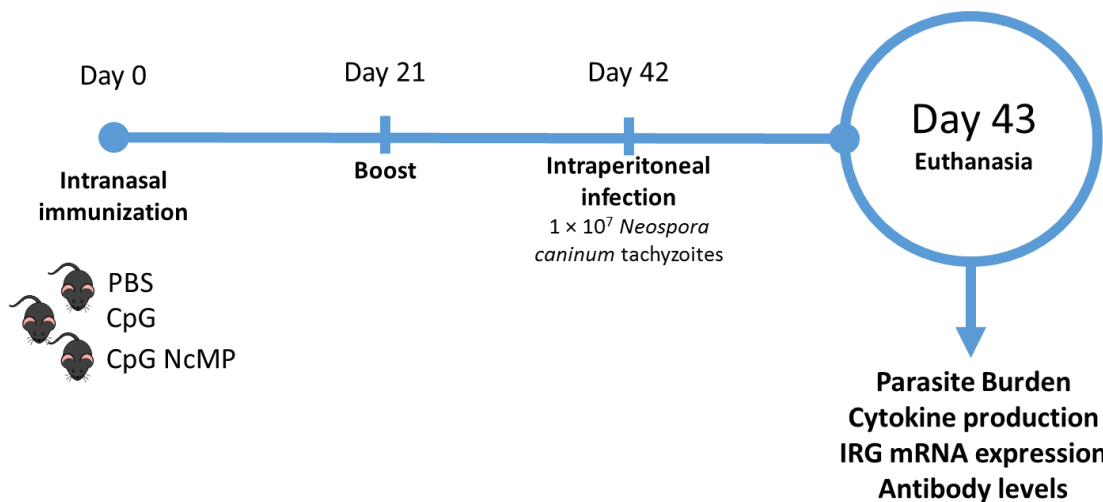 Day 0
Intranasal
immunization
PBS
CpG
CpG NcMP
Day 21
Boost
Day 42
Intraperitoneal
infection
1 × 10⁷ Neospora
caninum tachyzoites
Day 43
Euthanasia
Parasite Burden
Cytokine production
IRG mRNA expression
Antibody levels